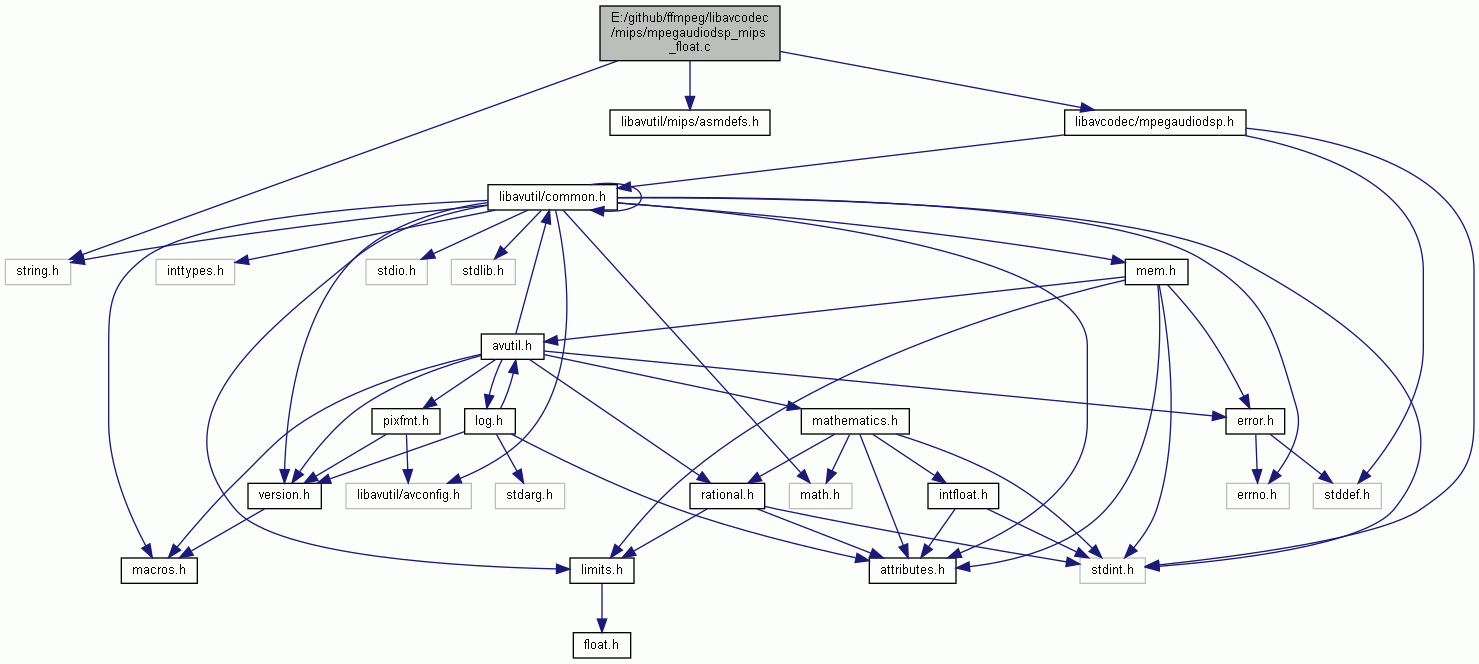 E:/github/ffmpeg/libavcodec
/mips/mpegaudiodsp_mips
_float.c
libavutil/mips/asmdefs.h
libavcodec/mpegaudiodsp.h
libavutil/common.h
string.h
inttypes.h
stdio.h
stdlib.h
mem.h
avutil.h
pixfmt.h
log.h
mathematics.h
error.h
version.h
libavutil/avconfig.h
stdarg.h
rational.h
math.h
intfloat.h
errno.h
stddef.h
macros.h
limits.h
attributes.h
stdint.h
float.h